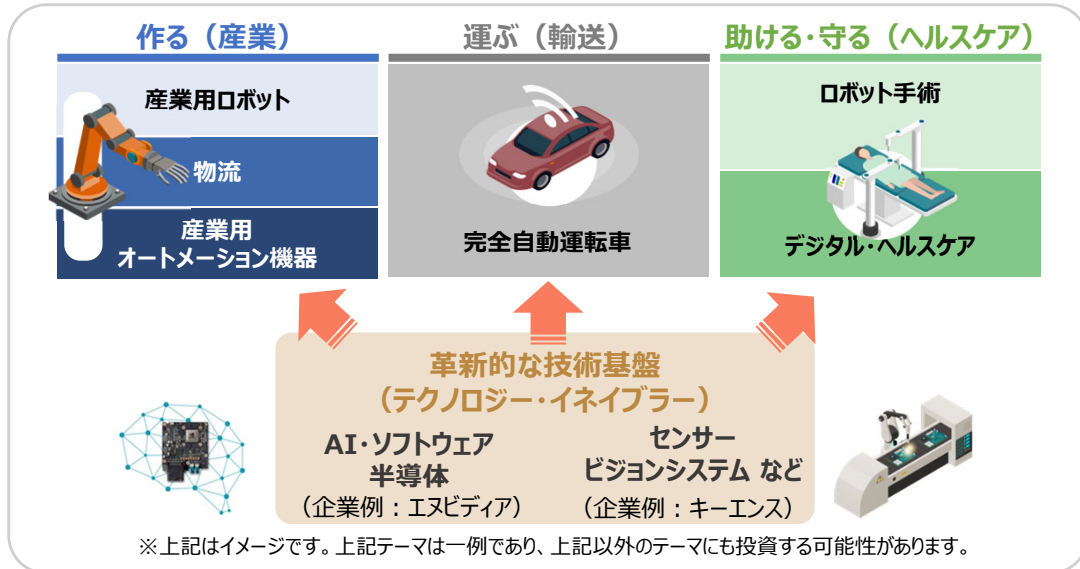 作る（産業）
産業用ロボット
物流
産業用
オートメーション機器
運ぶ（輸送）
完全自動運転車
助ける・守る（ヘルスケア）
ロボット手術
デジタル・ヘルスケア
革新的な技術基盤
（テクノロジー・イネイブラー）
AI・ソフトウェア
半導体
（企業例：エヌビディア）
センサー
ビジョンシステム など
（企業例：キーエンス）
※上記はイメージです。上記テーマは一例であり、上記以外のテーマにも投資する可能性があります。